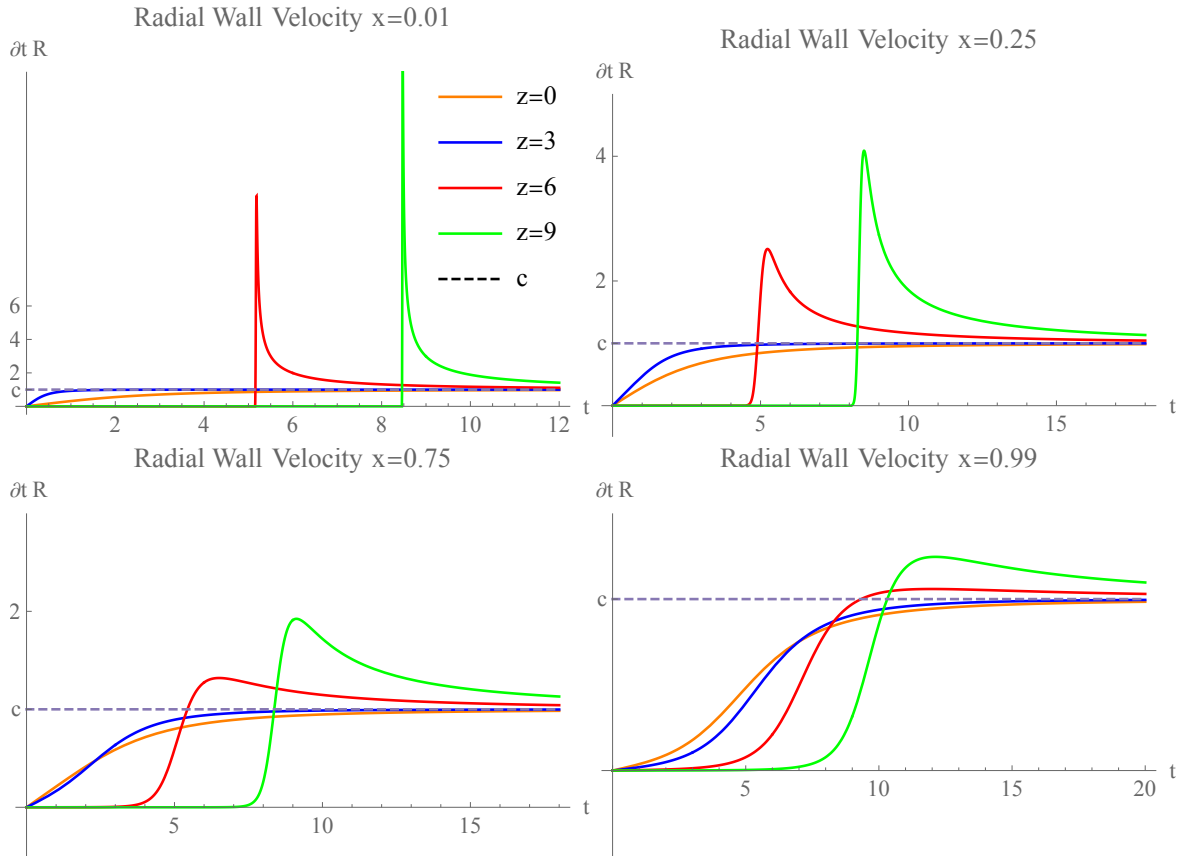 Radial Wall Velocity x=0.01
∂t R
6
4
2
c
2
4
6
8
10
12
t
z=0
z=3
z=6
z=9
c
Radial Wall Velocity x=0.25
∂t R
4
2
c
5
10
15
t
Radial Wall Velocity x=0.75
∂t R
2
c
5
10
15
t
Radial Wall Velocity x=0.99
∂t R
c
5
10
15
20
t